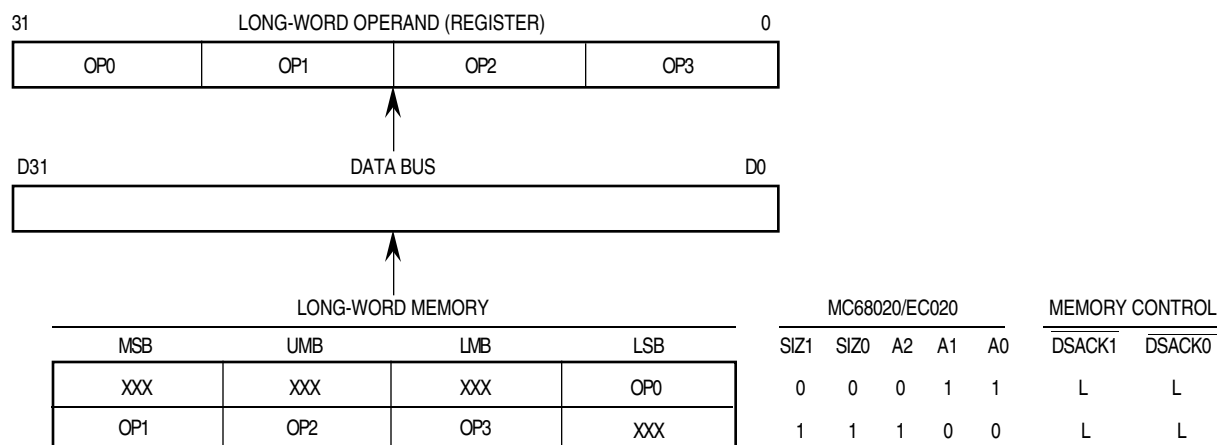 31 LONG-WORD OPERAND (REGISTER) 0
OP0 OP1 OP2 OP3
D31 DATA BUS D0
LONG-WORD MEMORY MC68020/EC020 MEMORY CONTROL
MSB UMB LMB LSB SIZ1 SIZ0 A2 A1 A0 DSACK1 DSACK0
XXX XXX XXX OP0 0 0 0 1 1 L L
OP1 OP2 OP3 XXX 1 1 1 0 0 L L